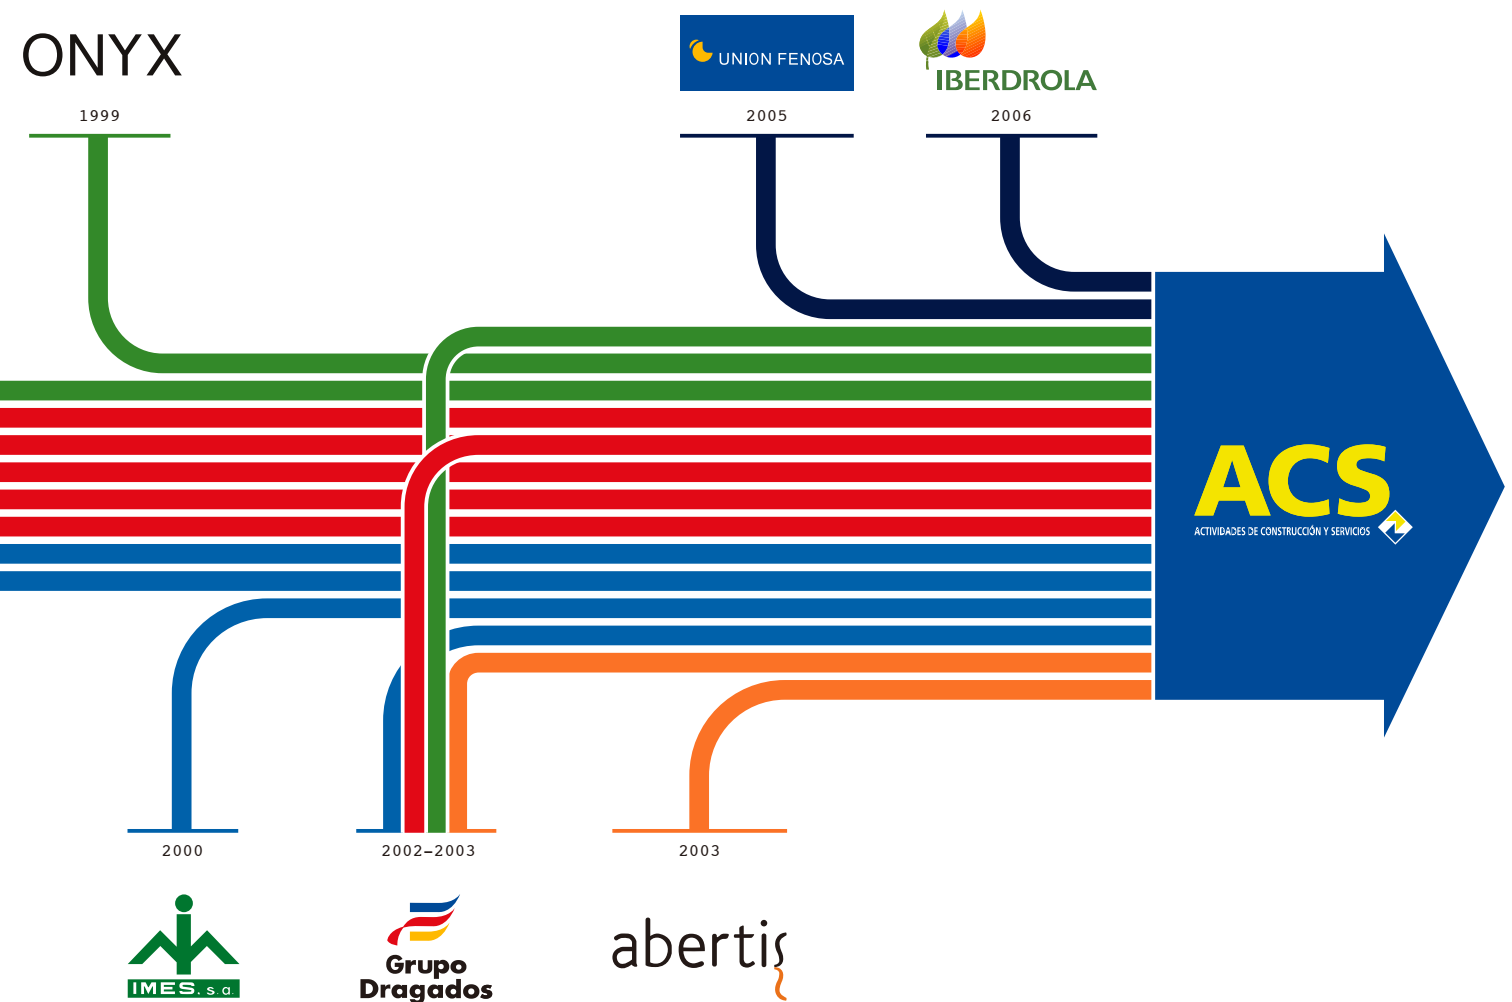 ONYX
1999
UNION FENOSA
2005
IBERDROLA
2006
ACS
ACTIVIDADES DE CONSTRUCCIÓN Y SERVICIOS
2000
IMES. s.a.
2002–2003
Grupo
Dragados
2003
abertis